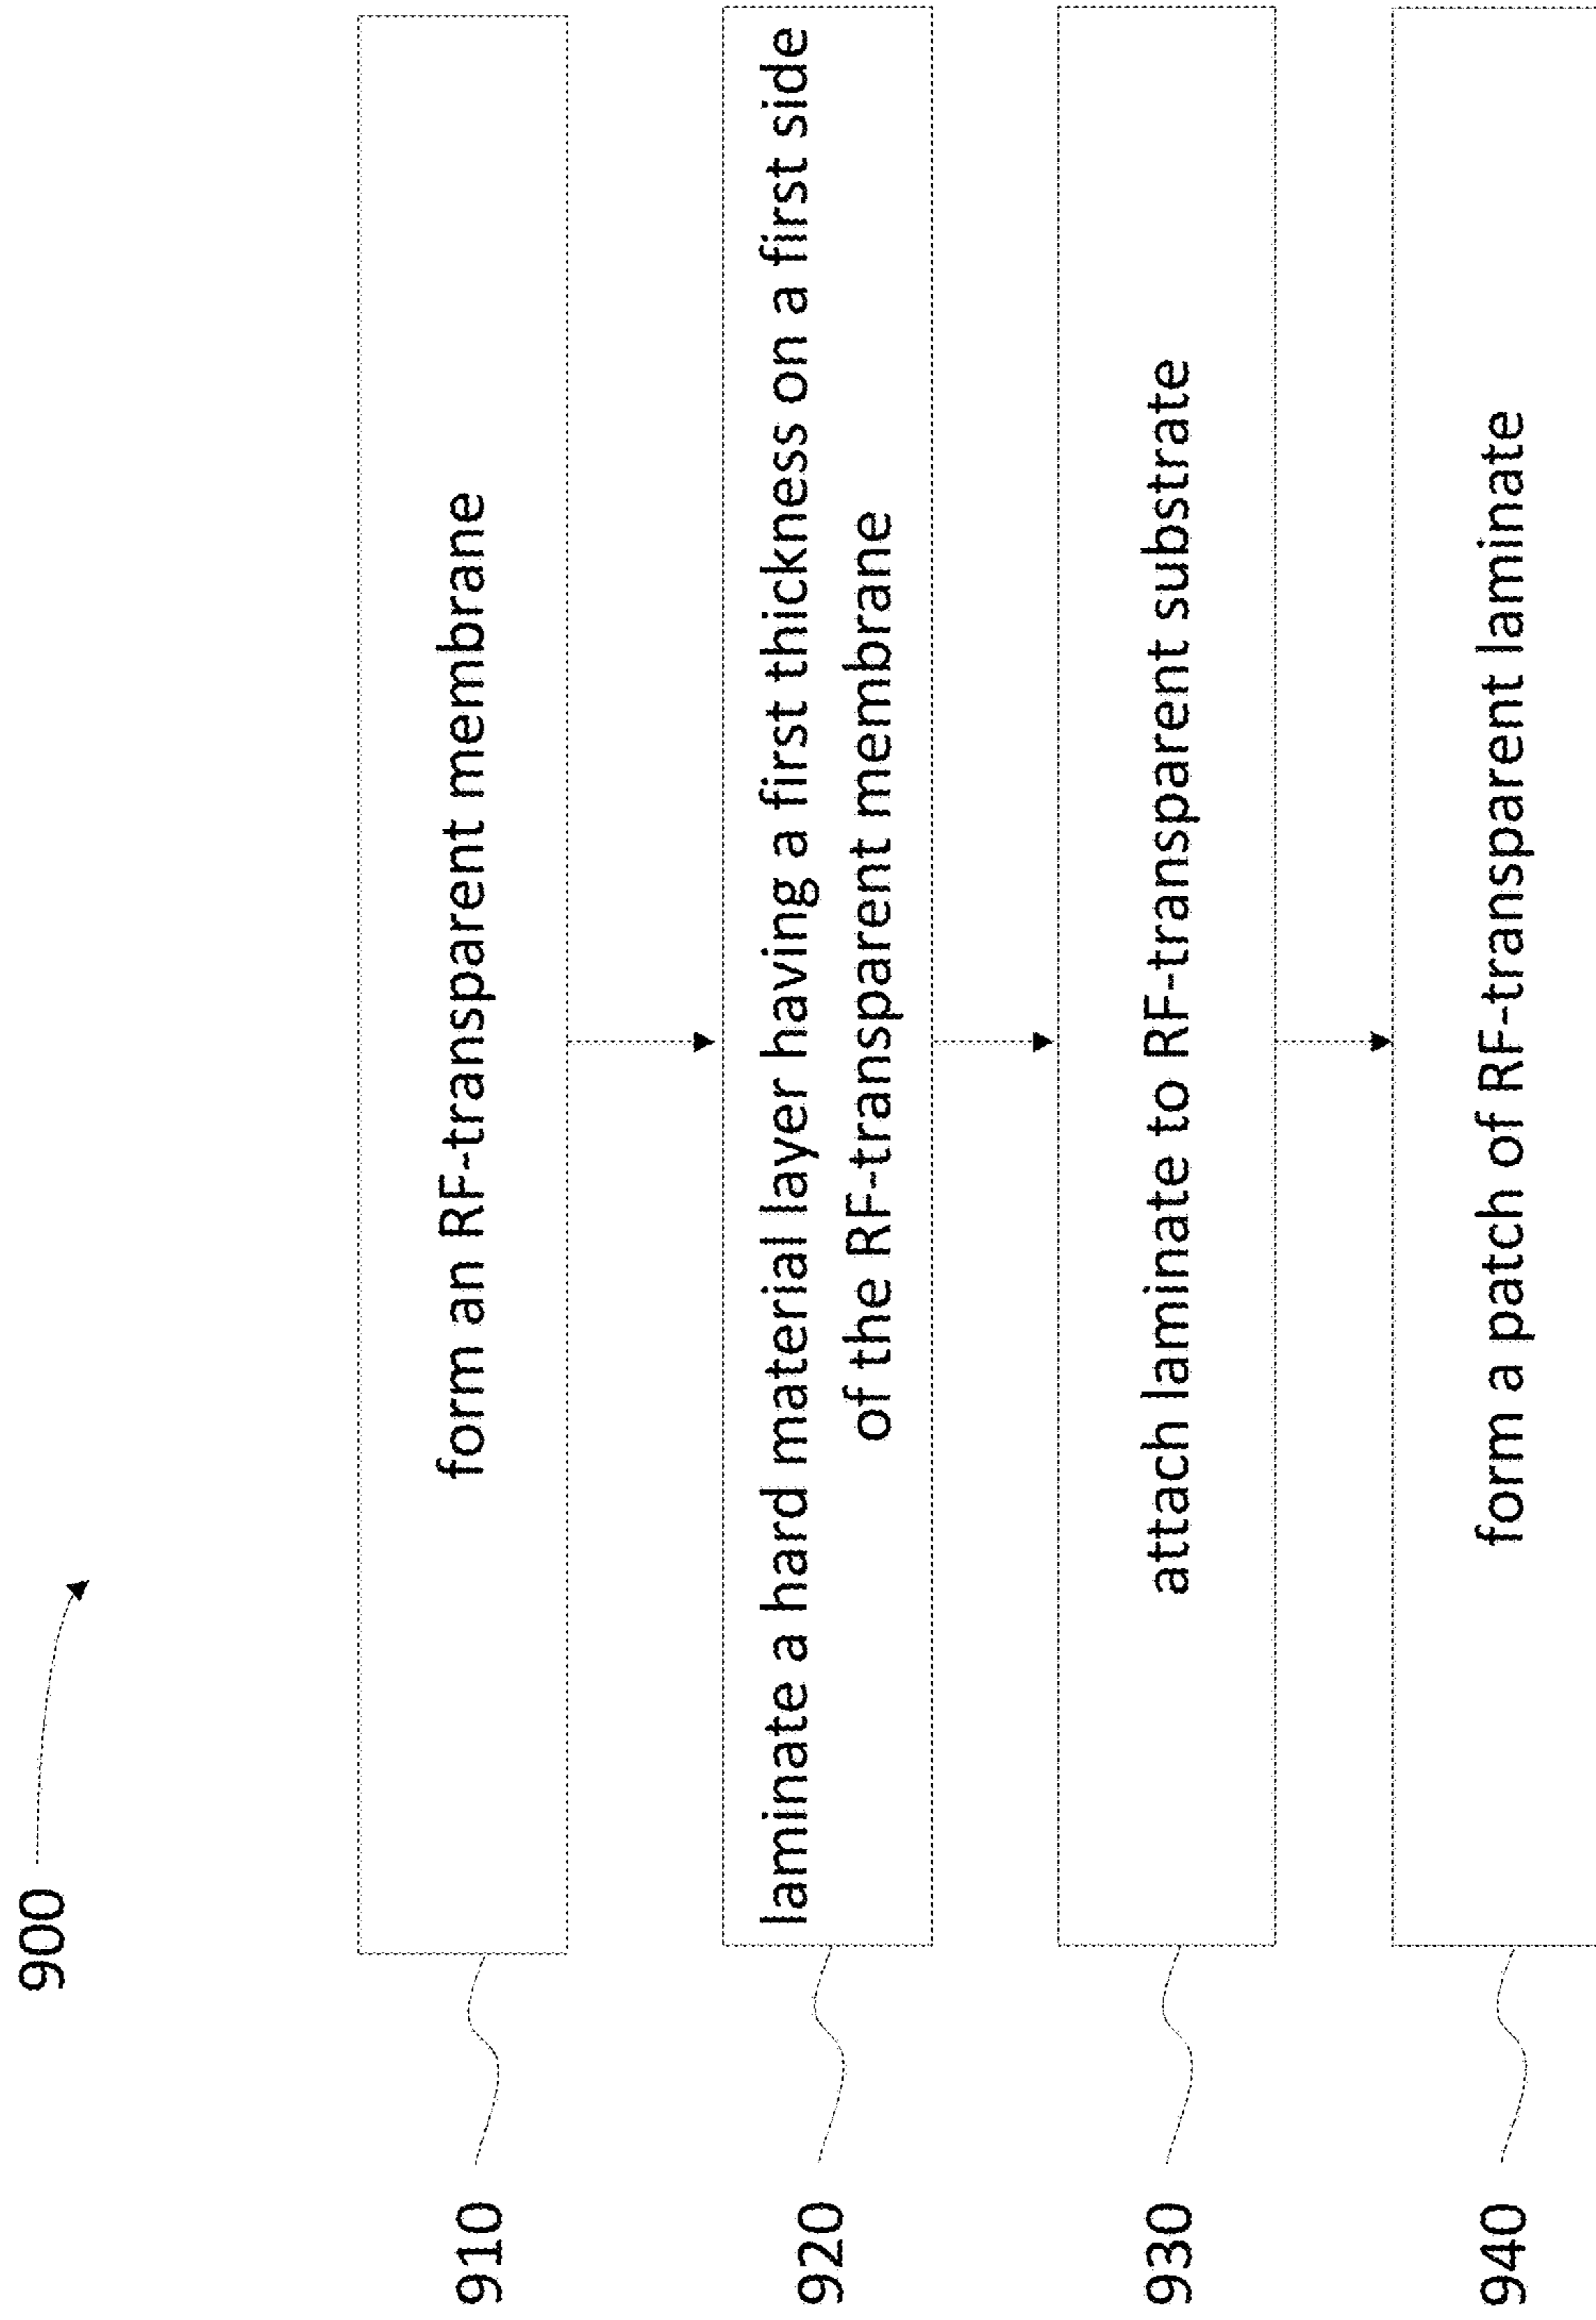 900
910
form an RF-transparent membrane
920
laminate a hard material layer having a first thickness on a first side
of the RF-transparent membrane
930
attach laminate to RF-transparent substrate
940
form a patch of RF-transparent laminate